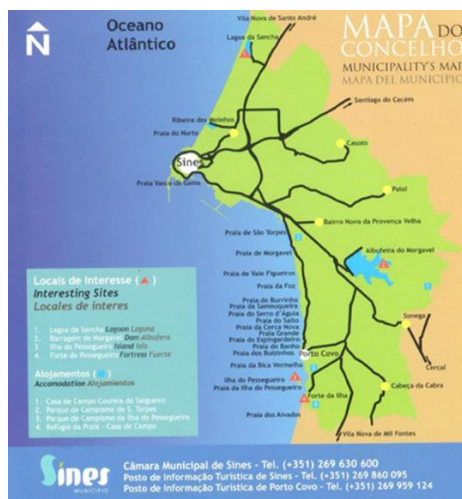 Oceano
Atlântico
N
MAPA DO
CONCELHO
MUNICIPALITY'S MAP
MAPA DEL MUNICIPIO
Vila Nova de Santo André
Lagoa da Sancha
Santiago do Cacém
Ribeira dos Moinhos
Praia do Norte
Casoto
Sines
Praia Vasco da Gama
Paiol
Bairro Novo da Provença Velha
Praia de São Torpes
Albufeira do Morgavel
Praia de Morgavel
Praia de Vale Figueiros
Praia da Foz
Praia do Burrinho
Praia da Samouqueira
Praia do Serro d'Águia
Praia do Salto
Praia da Cerca Nova
Praia Grande
Praia do Espingardeiro
Praia do Banho
Praia dos Buizinhos
Porto Covo
Sonega
Cercal
Praia da Bica Vermelha
Ilha do Pessegueiro
Praia da Ilha do Pessegueiro
Forte da Ilha
Cabeça da Cabra
Praia dos Aivados
Vila Nova de Mil Fontes
Locais de Interesse ( )
Interesting Sites
Locales de interes
1. Lagoa da Sancha Lagoon Laguna
2. Barragem de Morgavel Dam Albufera
3. Ilha do Pessegueiro Island Isla
4. Forte do Pessegueiro Fortress Fuerte
Alojamentos ( )
Accomodation Alojamientos
1. Casa de Campo Courela do Salgueiro
2. Parque de Campismo de S. Torpes
3. Parque de Campismo da Ilha do Pessegueiro
4. Refúgio da Praia - Casa de Campo
Sines
MUNICÍPIO
Câmara Municipal de Sines - Tel. (+351) 269 630 600
Posto de Informação Turística de Sines - Tel. (+351) 269 860 095
Posto de Informação Turística de Porto Covo - Tel. (+351) 269 959 124